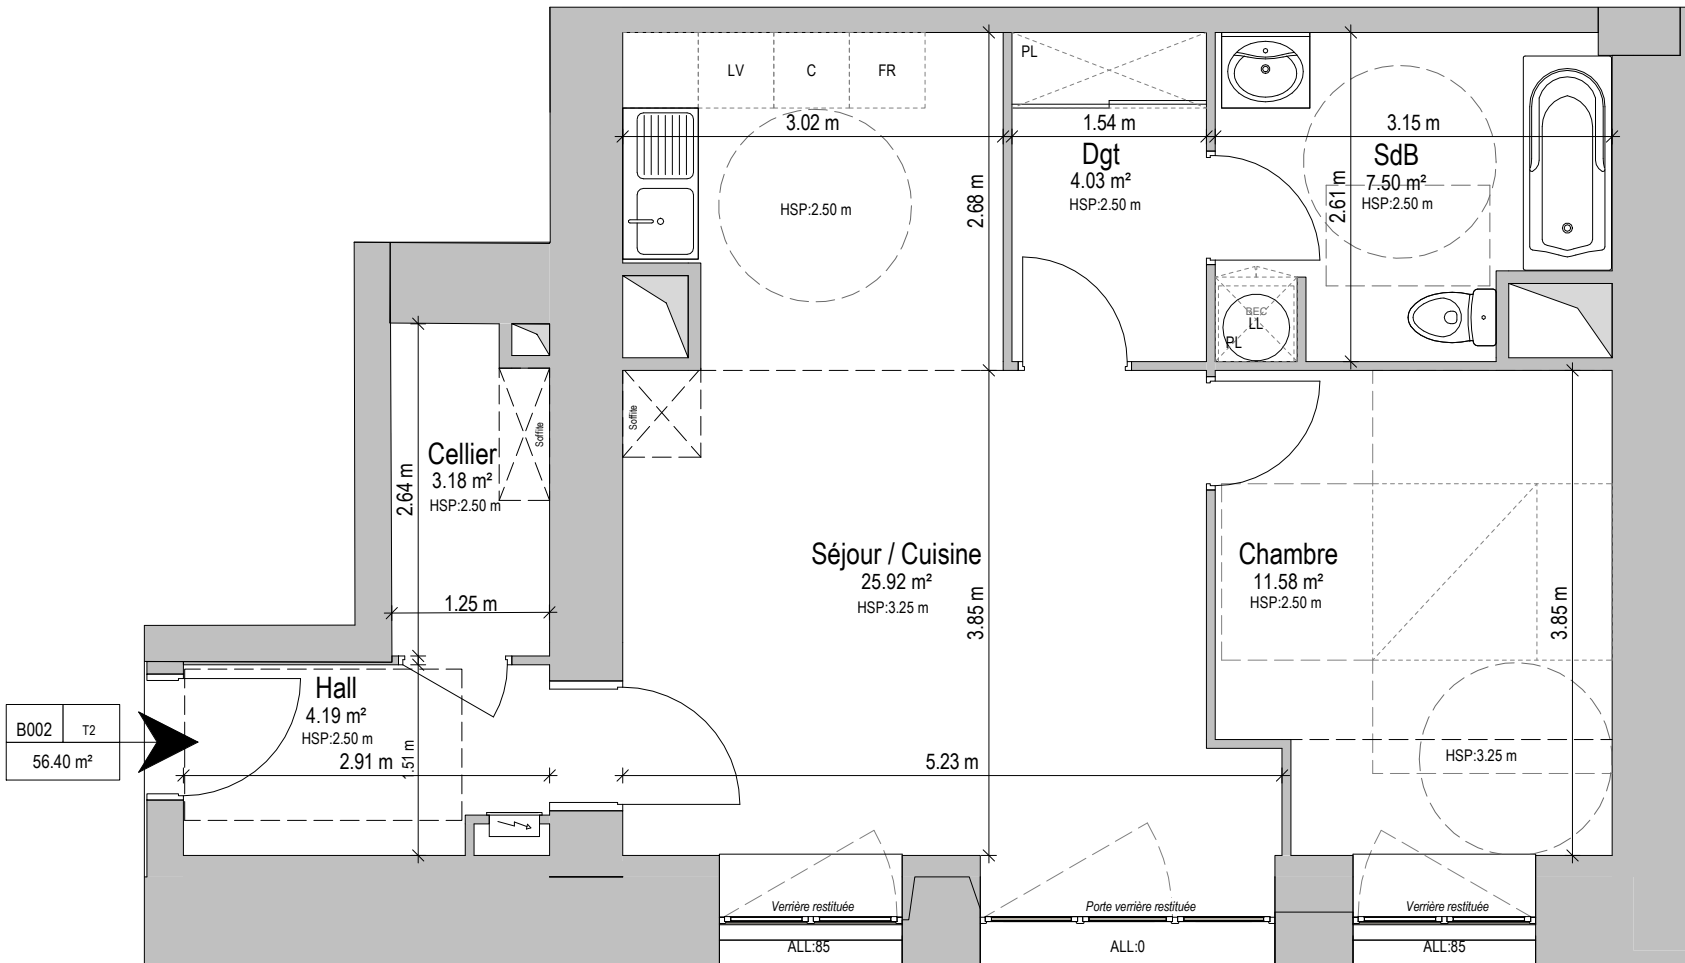 PL
LV
C
FR
3.02 m
1.54 m
3.15 m
Dgt
4.03 m²
HSP:2.50 m
SdB
7.50 m²
HSP:2.50 m
2.68 m
2.61 m
HSP:2.50 m
BEC
LL
PL
Soffite
Soffite
Cellier
3.18 m²
HSP:2.50 m
2.64 m
1.25 m
Séjour / Cuisine
25.92 m²
HSP:3.25 m
3.85 m
Chambre
11.58 m²
HSP:2.50 m
3.85 m
Hall
4.19 m²
HSP:2.50 m
2.91 m
.51 m
5.23 m
HSP:3.25 m
B002
T2
56.40 m²
Verrière restituée
Porte verrière restituée
Verrière restituée
ALL:85
ALL:0
ALL:85